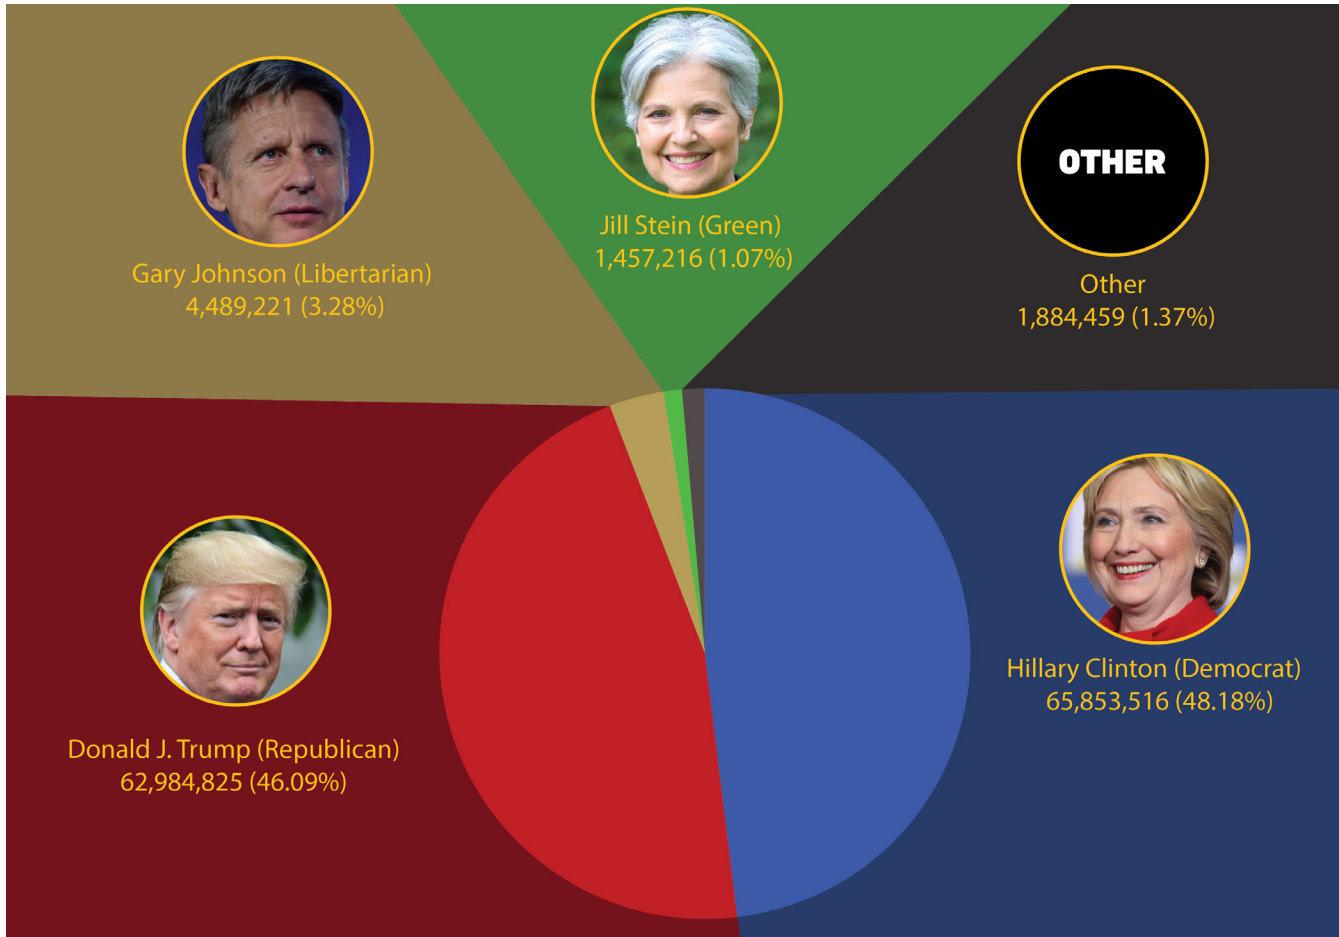 Gary Johnson (Libertarian)
4,489,221 (3.28%)
Jill Stein (Green)
1,457,216 (1.07%)
OTHER
Other
1,884,459 (1.37%)
Donald J. Trump (Republican)
62,984,825 (46.09%)
Hillary Clinton (Democrat)
65,853,516 (48.18%)